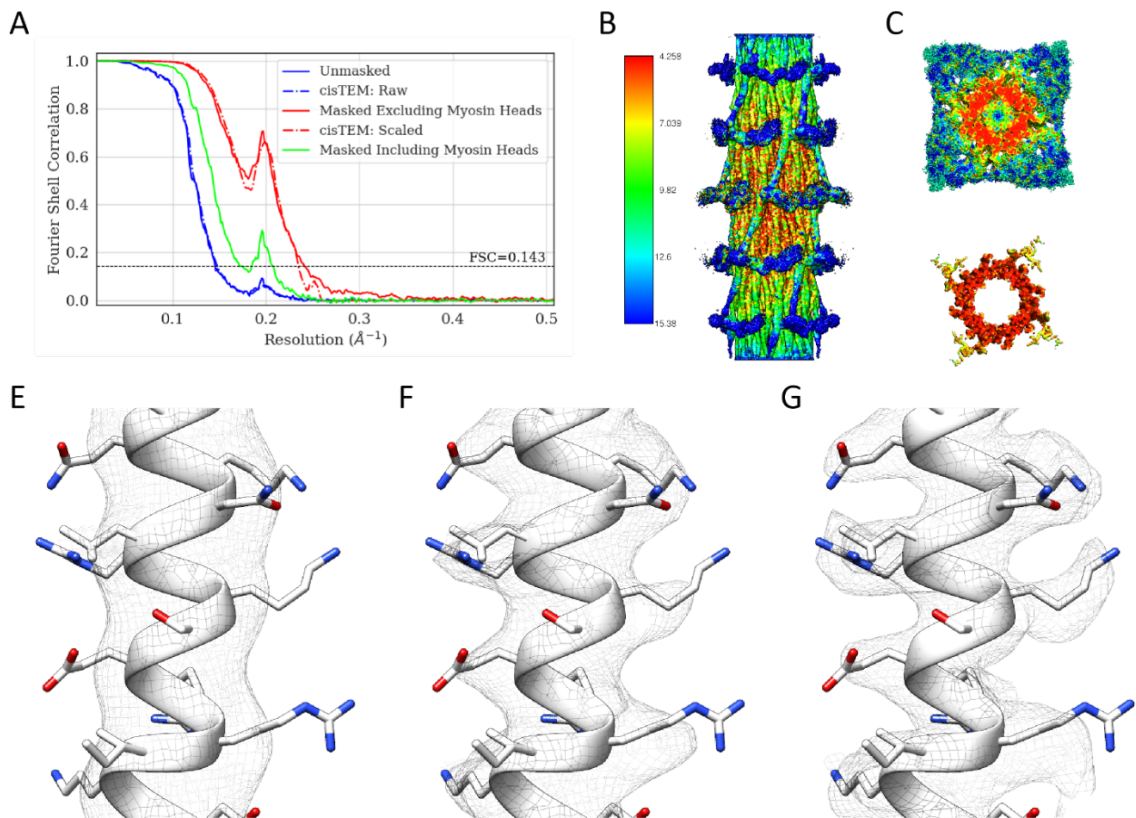 A
B
C
1.0
0.8
0.6
0.4
0.2
0.0
Fourier Shell Correlation
Unmasked
cisTEM: Raw
Masked Excluding Myosin Heads
cisTEM: Scaled
Masked Including Myosin Heads
FSC=0.143
0.1 0.2 0.3 0.4 0.5
Resolution (Å⁻¹)
4.258
7.039
9.82
12.6
15.38
E
F
G